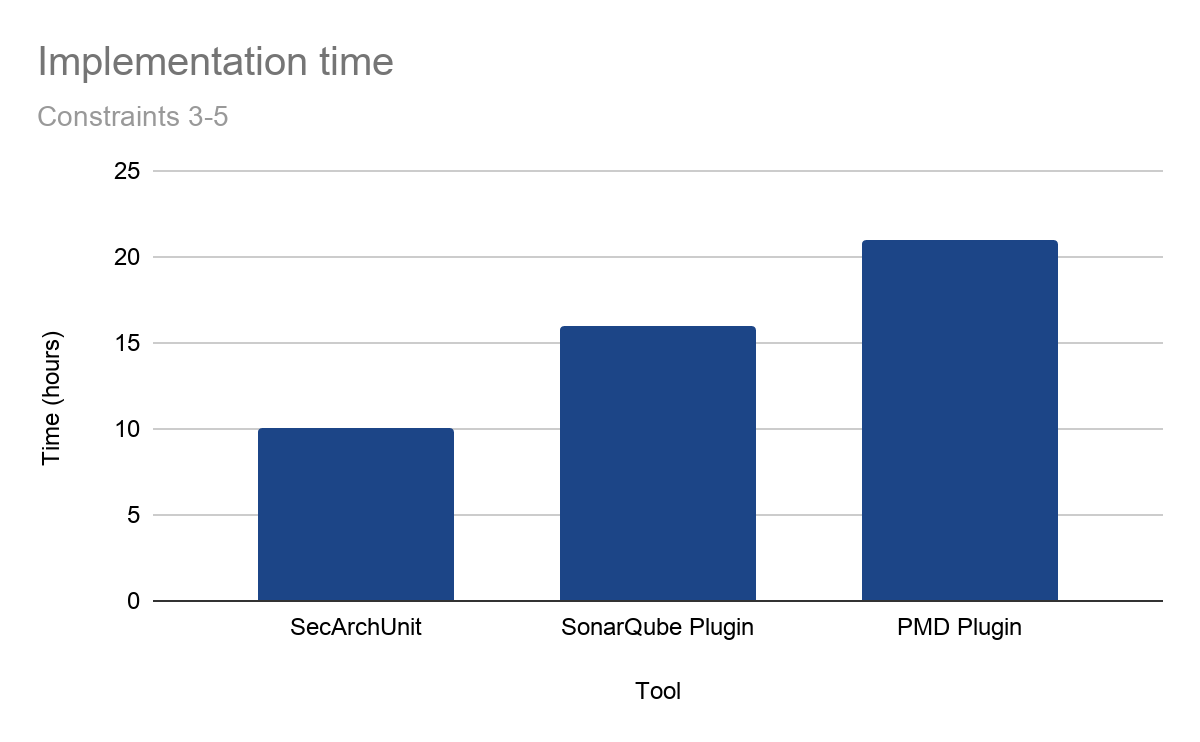 Implementation time
Constraints 3-5
25
20
15
10
5
0
Time (hours)
SecArchUnit
SonarQube Plugin
PMD Plugin
Tool